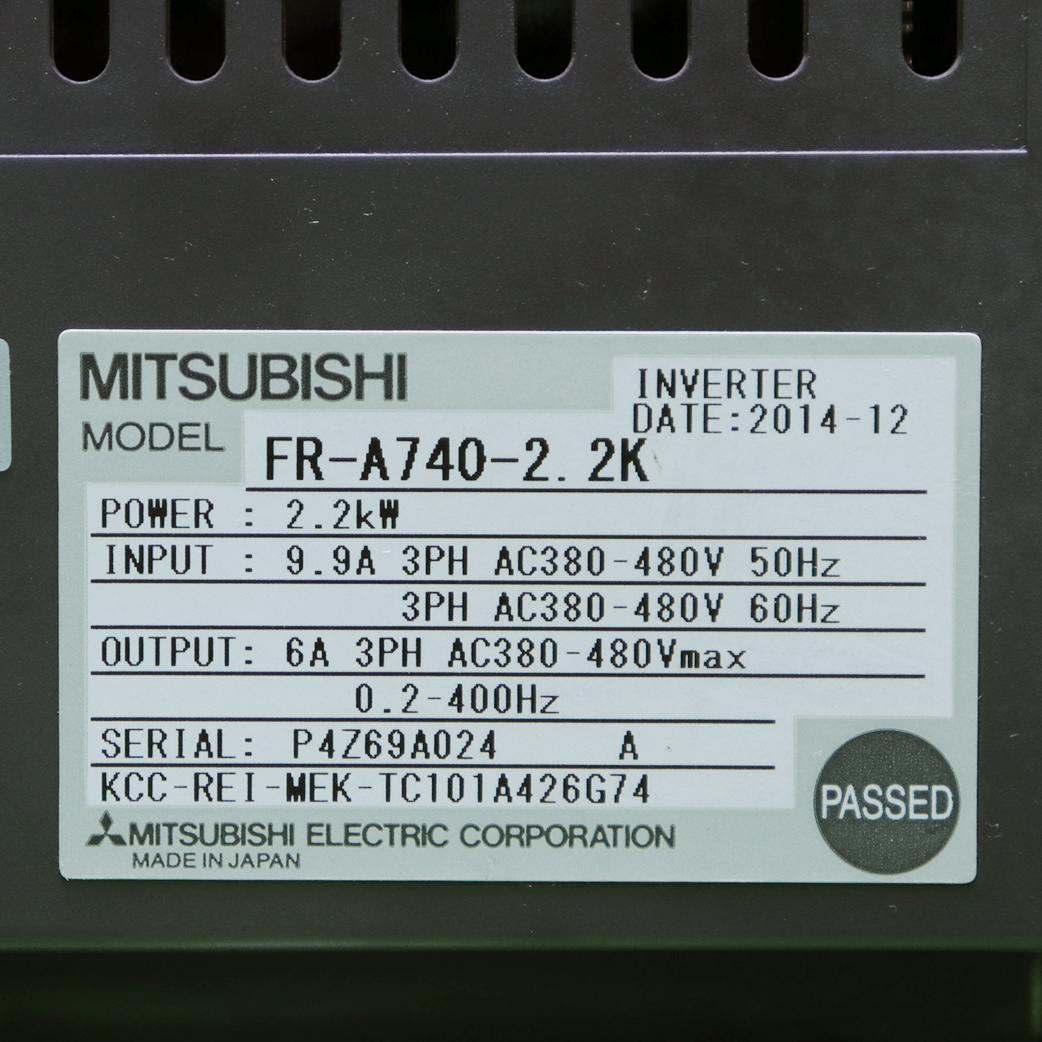 MITSUBISHI
INVERTER
DATE:2014-12
MODEL FR-A740-2.2K
POWER : 2.2kW
INPUT : 9.9A 3PH AC380-480V 50Hz
3PH AC380-480V 60Hz
OUTPUT: 6A 3PH AC380-480Vmax
0.2-400Hz
SERIAL: P4Z69A024 A
KCC-REI-MEK-TC101A426G74
PASSED
MITSUBISHI ELECTRIC CORPORATION
MADE IN JAPAN